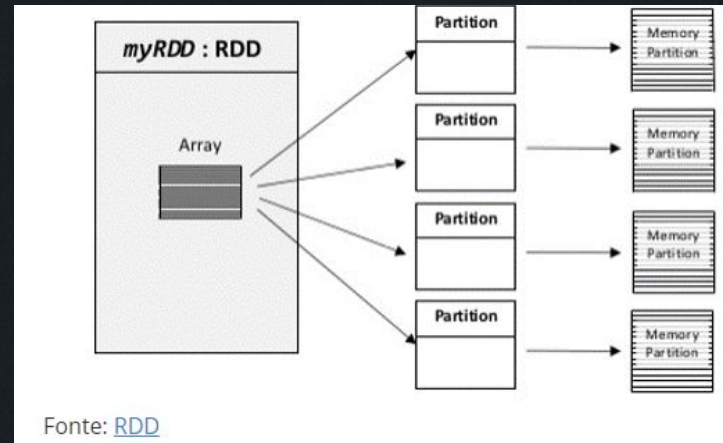 myRDD : RDD
Array
Partition
Memory
Partition
Partition
Memory
Partition
Partition
Memory
Partition
Partition
Memory
Partition
Fonte: RDD